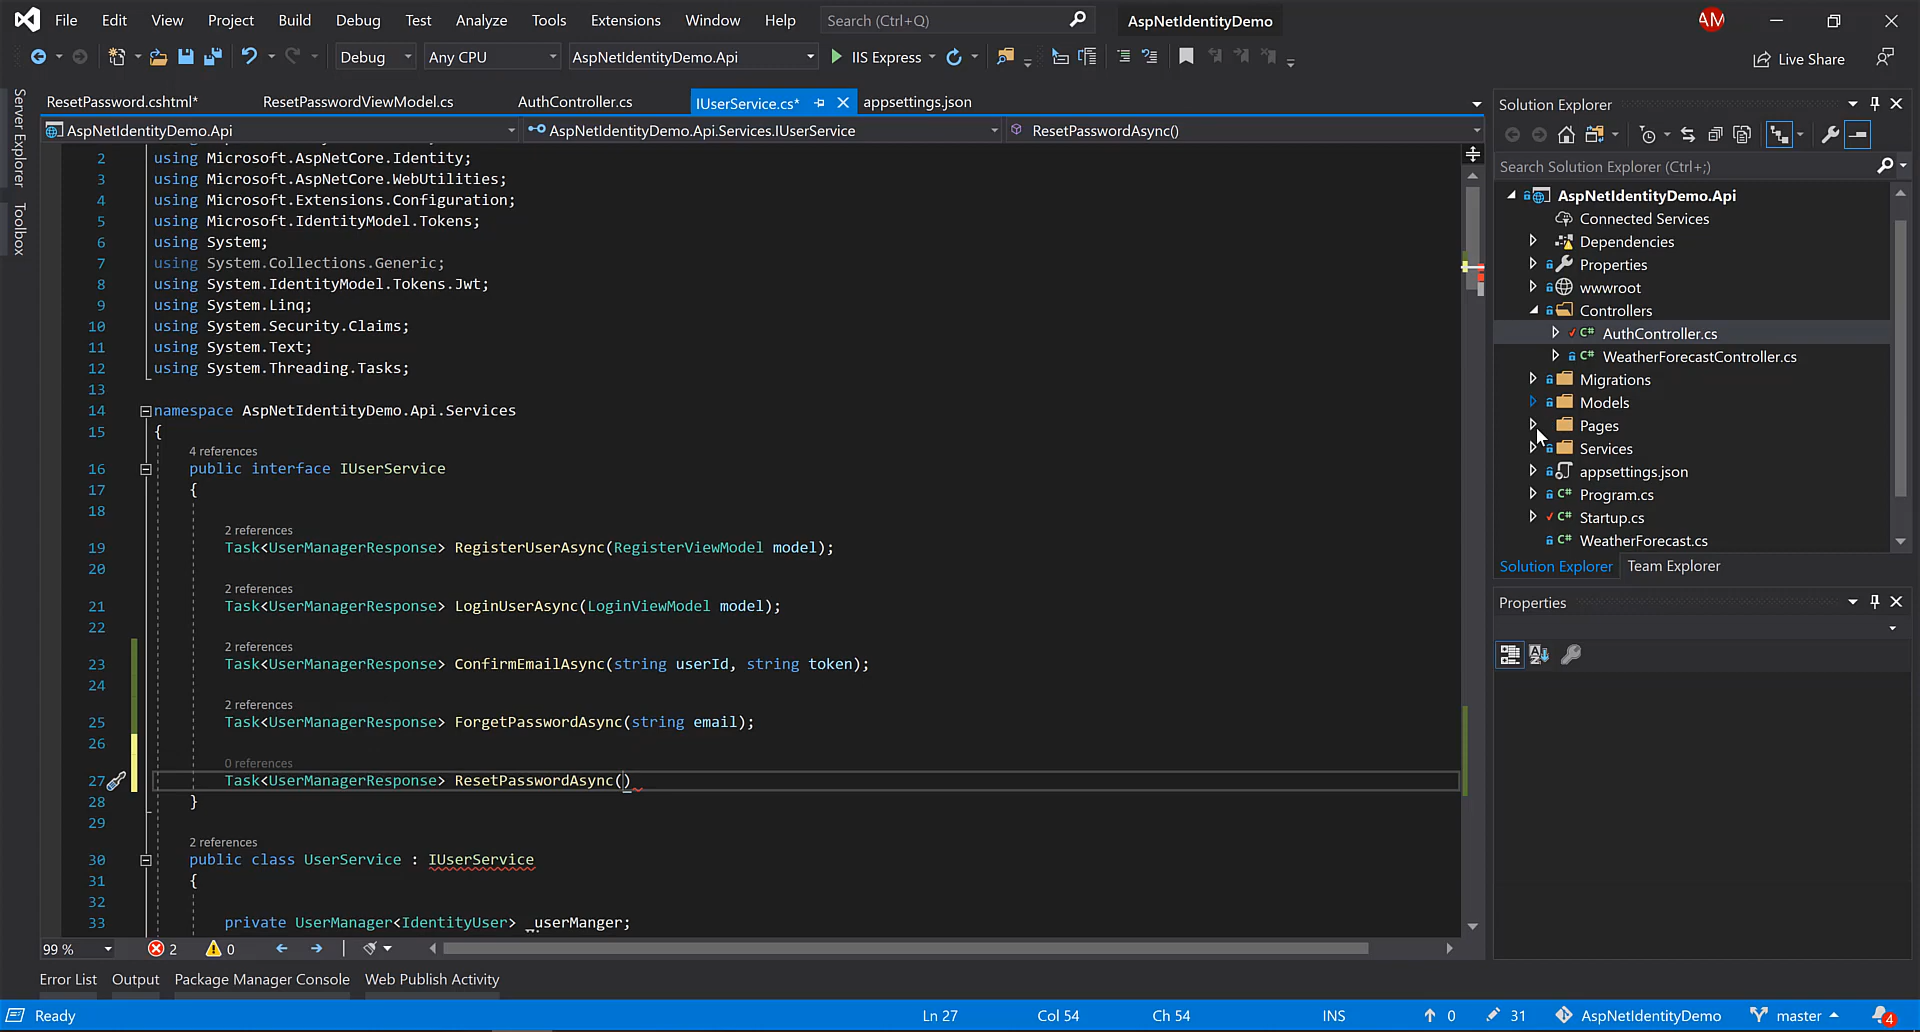 File Edit View Project Build Debug Test Analyze Tools Extensions Window Help Search (Ctrl+Q) AspNetIdentityDemo AM
Debug Any CPU AspNetIdentityDemo.Api IIS Express Live Share
Server Explorer
Toolbox
ResetPassword.cshtml* ResetPasswordViewModel.cs AuthController.cs IUserService.cs* appsettings.json
AspNetIdentityDemo.Api AspNetIdentityDemo.Api.Services.IUserService ResetPasswordAsync()
2 using Microsoft.AspNetCore.Identity;
3 using Microsoft.AspNetCore.WebUtilities;
4 using Microsoft.Extensions.Configuration;
5 using Microsoft.IdentityModel.Tokens;
6 using System;
7 using System.Collections.Generic;
8 using System.IdentityModel.Tokens.Jwt;
9 using System.Linq;
10 using System.Security.Claims;
11 using System.Text;
12 using System.Threading.Tasks;
13
14 namespace AspNetIdentityDemo.Api.Services
15 {
4 references
16 public interface IUserService
17 {
18
2 references
19 Task<UserManagerResponse> RegisterUserAsync(RegisterViewModel model);
20
2 references
21 Task<UserManagerResponse> LoginUserAsync(LoginViewModel model);
22
2 references
23 Task<UserManagerResponse> ConfirmEmailAsync(string userId, string token);
24
2 references
25 Task<UserManagerResponse> ForgetPasswordAsync(string email);
26
0 references
27 Task<UserManagerResponse> ResetPasswordAsync()
28 }
29
2 references
30 public class UserService : IUserService
31 {
32
33 private UserManager<IdentityUser> _userManger;
99 % 2 0
Error List Output Package Manager Console Web Publish Activity
Solution Explorer
Search Solution Explorer (Ctrl+;)
AspNetIdentityDemo.Api
Connected Services
Dependencies
Properties
wwwroot
Controllers
C# AuthController.cs
C# WeatherForecastController.cs
Migrations
Models
Pages
Services
appsettings.json
C# Program.cs
C# Startup.cs
C# WeatherForecast.cs
Solution Explorer Team Explorer
Properties
Ready Ln 27 Col 54 Ch 54 INS 0 31 AspNetIdentityDemo master 4